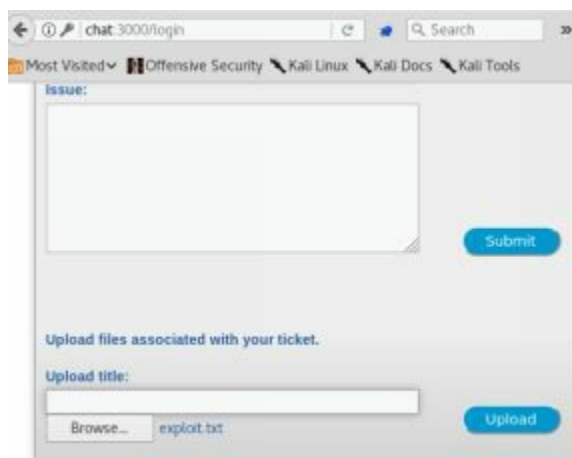 chat:3000/login Search
Most Visited Offensive Security Kali Linux Kali Docs Kali Tools
Issue:
Submit
Upload files associated with your ticket.
Upload title:
Upload
Browse... exploit.txt